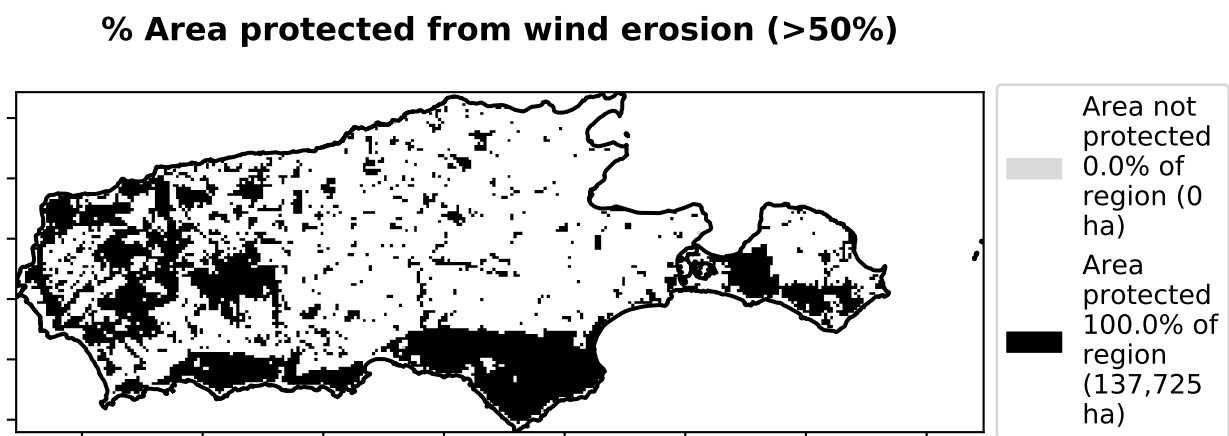 % Area protected from wind erosion (>50%)
Area not
protected
0.0% of
region (0
ha)
Area
protected
100.0% of
region
(137,725
ha)